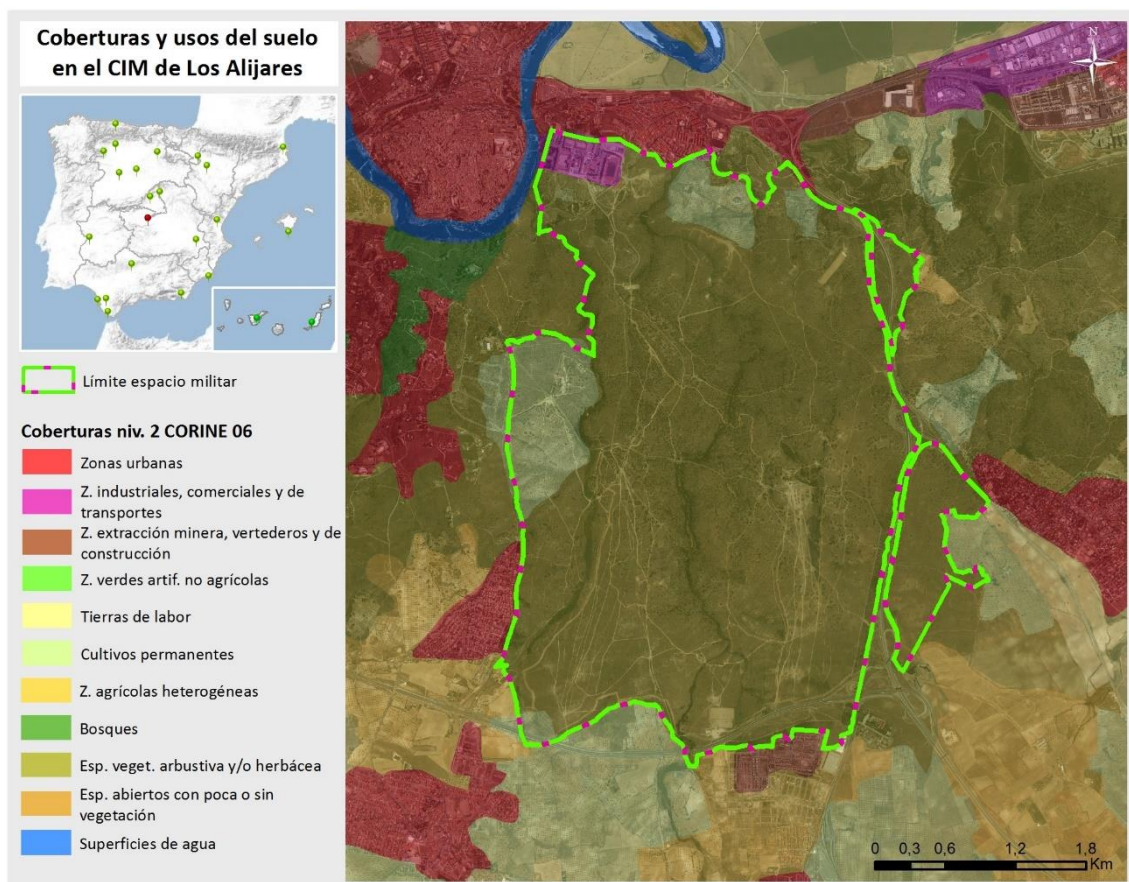 Coberturas y usos del suelo
en el CIM de Los Alijares
Límite espacio militar
Coberturas niv. 2 CORINE 06
Zonas urbanas
Z. industriales, comerciales y de
transportes
Z. extracción minera, vertederos y de
construcción
Z. verdes artif. no agrícolas
Tierras de labor
Cultivos permanentes
Z. agrícolas heterogéneas
Bosques
Esp. veget. arbustiva y/o herbácea
Esp. abiertos con poca o sin
vegetación
Superficies de agua
N
0 0,3 0,6 1,2 1,8
Km